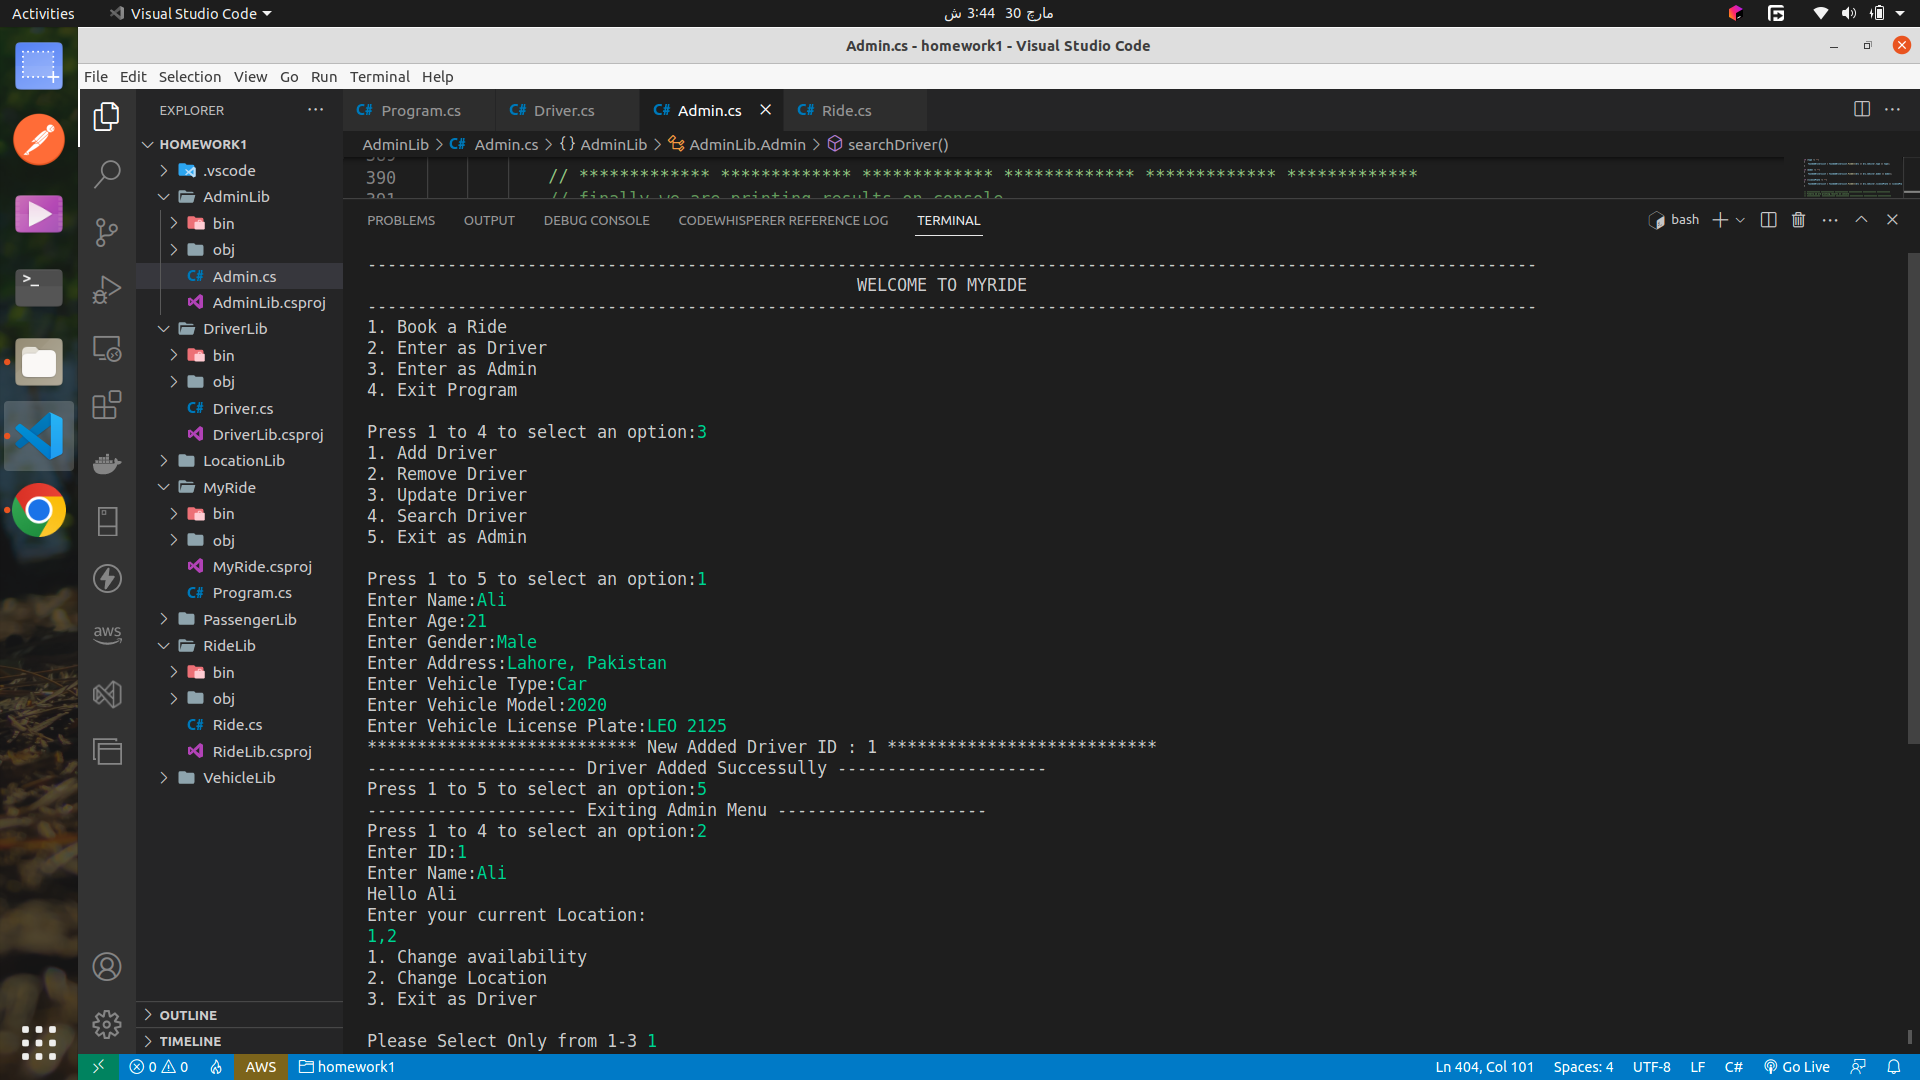 Activities
Visual Studio Code
مارچ 30  3:44 ش
Admin.cs - homework1 - Visual Studio Code
File Edit Selection View Go Run Terminal Help
EXPLORER
HOMEWORK1
.vscode
AdminLib
bin
obj
C# Admin.cs
AdminLib.csproj
DriverLib
bin
obj
C# Driver.cs
DriverLib.csproj
LocationLib
MyRide
bin
obj
MyRide.csproj
C# Program.cs
PassengerLib
RideLib
bin
obj
C# Ride.cs
RideLib.csproj
VehicleLib
OUTLINE
TIMELINE
aws
C# Program.cs
C# Driver.cs
C# Admin.cs
C# Ride.cs
AdminLib > C# Admin.cs > {} AdminLib > AdminLib.Admin > searchDriver()
389
390 // ************* ************* ************* ************* ************* *************
391 // finally we are printing results on console
PROBLEMS OUTPUT DEBUG CONSOLE CODEWHISPERER REFERENCE LOG TERMINAL
bash
---------------------------------------------------------------------------------------------------------------------
WELCOME TO MYRIDE
---------------------------------------------------------------------------------------------------------------------
1. Book a Ride
2. Enter as Driver
3. Enter as Admin
4. Exit Program
Press 1 to 4 to select an option:3
1. Add Driver
2. Remove Driver
3. Update Driver
4. Search Driver
5. Exit as Admin
Press 1 to 5 to select an option:1
Enter Name:Ali
Enter Age:21
Enter Gender:Male
Enter Address:Lahore, Pakistan
Enter Vehicle Type:Car
Enter Vehicle Model:2020
Enter Vehicle License Plate:LEO 2125
*************************** New Added Driver ID : 1 ***************************
--------------------- Driver Added Successully ---------------------
Press 1 to 5 to select an option:5
--------------------- Exiting Admin Menu ---------------------
Press 1 to 4 to select an option:2
Enter ID:1
Enter Name:Ali
Hello Ali
Enter your current Location:
1,2
1. Change availability
2. Change Location
3. Exit as Driver
Please Select Only from 1-3 1
0 0 AWS homework1
Ln 404, Col 101 Spaces: 4 UTF-8 LF C# Go Live